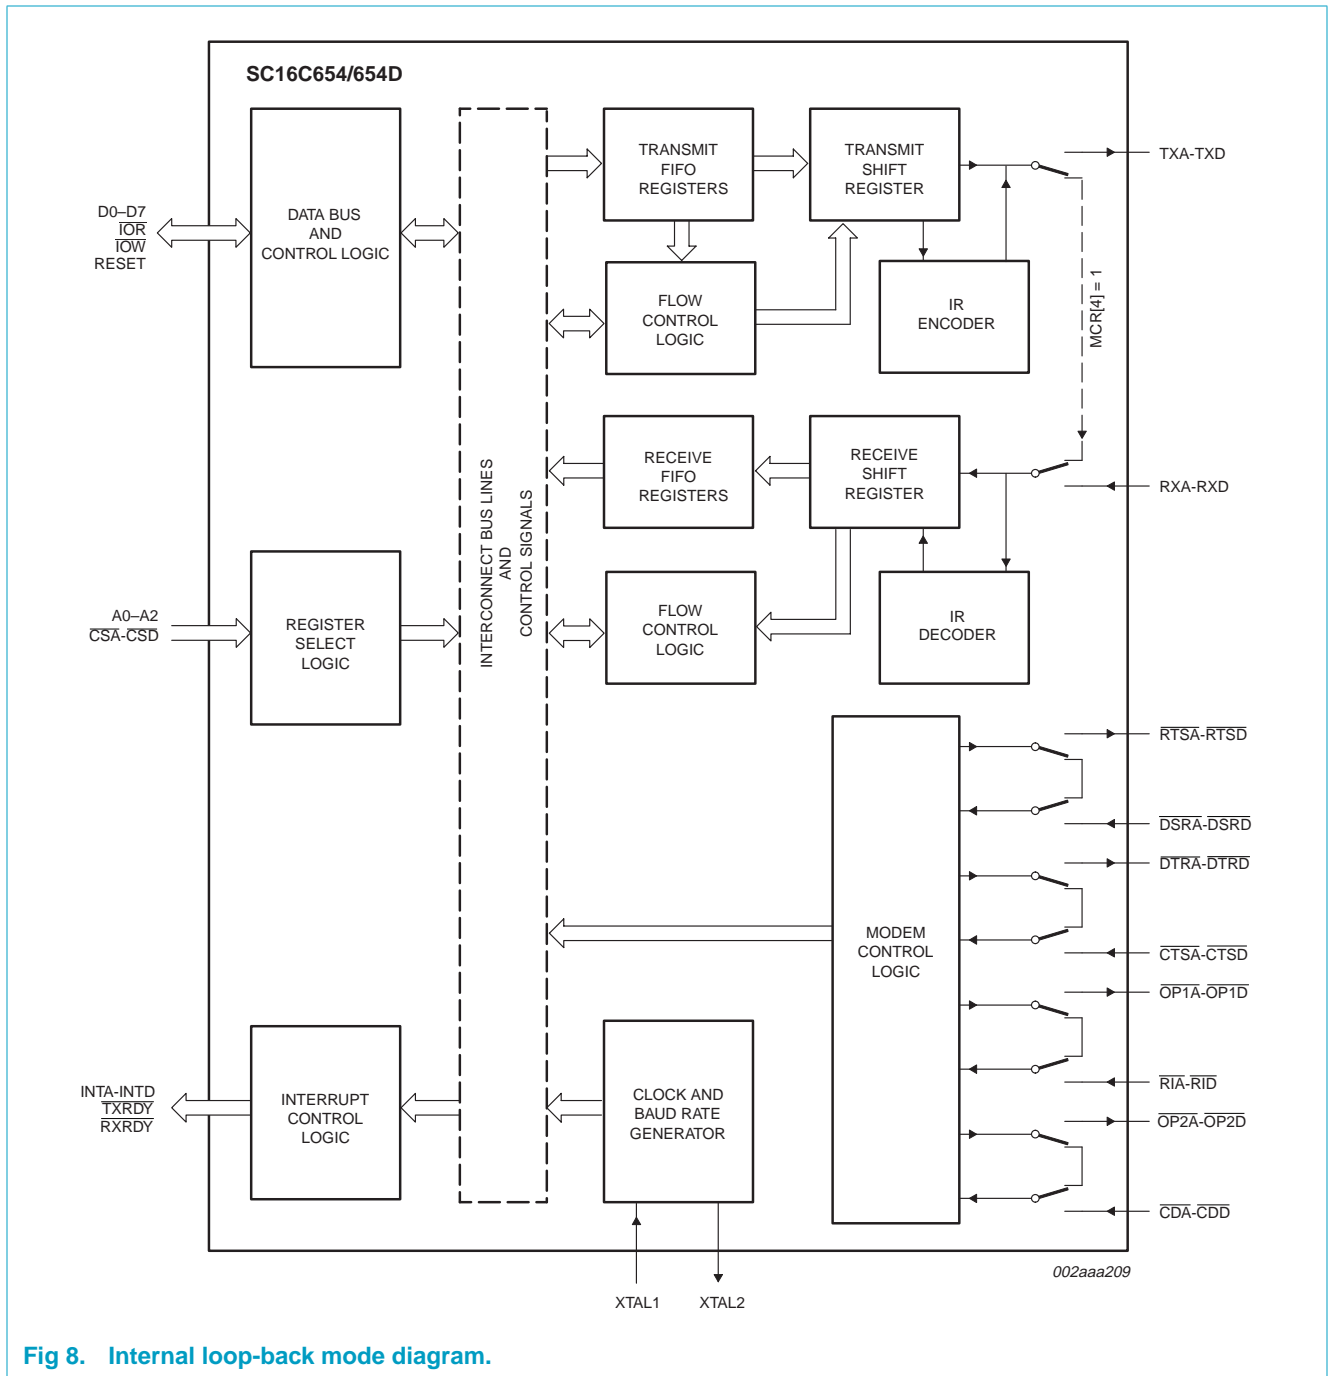 SC16C654/654D
D0–D7
IOR
IOW
RESET
DATA BUS
AND
CONTROL LOGIC
TRANSMIT
FIFO
REGISTERS
TRANSMIT
SHIFT
REGISTER
TXA-TXD
FLOW
CONTROL
LOGIC
IR
ENCODER
MCR[4] = 1
INTERCONNECT BUS LINES
AND
CONTROL SIGNALS
RECEIVE
FIFO
REGISTERS
RECEIVE
SHIFT
REGISTER
RXA-RXD
A0–A2
CSA-CSD
REGISTER
SELECT
LOGIC
FLOW
CONTROL
LOGIC
IR
DECODER
MODEM
CONTROL
LOGIC
RTSA-RTSD
DSRA-DSRD
DTRA-DTRD
CTSA-CTSD
OP1A-OP1D
RIA-RID
OP2A-OP2D
CDA-CDD
INTA-INTD
TXRDY
RXRDY
INTERRUPT
CONTROL
LOGIC
CLOCK AND
BAUD RATE
GENERATOR
XTAL1
XTAL2
002aaa209
Fig 8. Internal loop-back mode diagram.